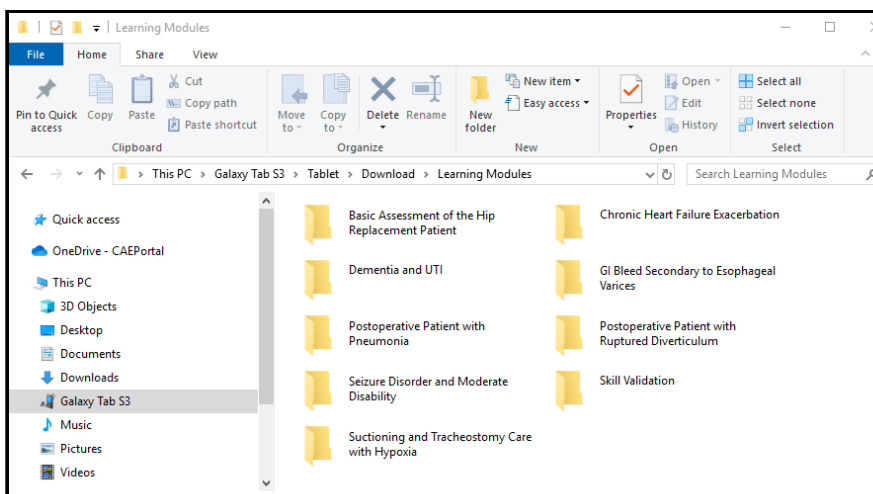 Learning Modules
File Home Share View
Pin to Quick access
Copy
Paste
Cut
Copy path
Paste shortcut
Clipboard
Move to
Copy to
Delete
Rename
Organize
New folder
New item
Easy access
New
Properties
Open
Edit
History
Open
Select all
Select none
Invert selection
Select
This PC > Galaxy Tab S3 > Tablet > Download > Learning Modules
Search Learning Modules
Quick access
OneDrive - CAEPortal
This PC
3D Objects
Desktop
Documents
Downloads
Galaxy Tab S3
Music
Pictures
Videos
Basic Assessment of the Hip
Replacement Patient
Chronic Heart Failure Exacerbation
Dementia and UTI
GI Bleed Secondary to Esophageal
Varices
Postoperative Patient with
Pneumonia
Postoperative Patient with
Ruptured Diverticulum
Seizure Disorder and Moderate
Disability
Skill Validation
Suctioning and Tracheostomy Care
with Hypoxia